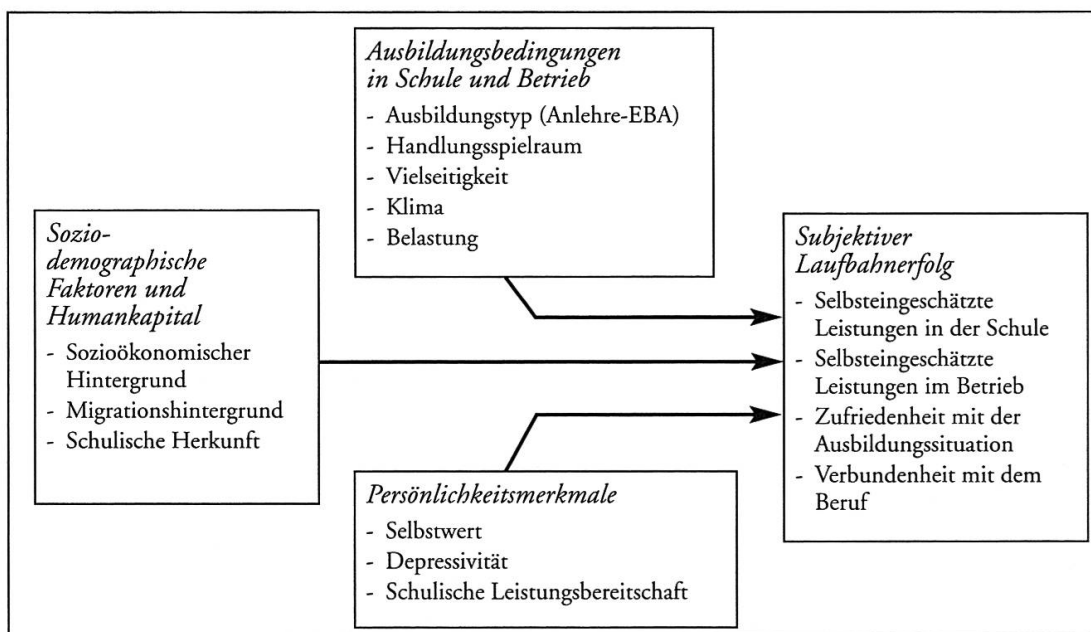 Ausbildungsbedingungen
in Schule und Betrieb
- Ausbildungstyp (Anlehre-EBA)
- Handlungsspielraum
- Vielseitigkeit
- Klima
- Belastung
Sozio-
demographische
Faktoren und
Humankapital
- Sozioökonomischer
Hintergrund
- Migrationshintergrund
- Schulische Herkunft
Persönlichkeitsmerkmale
- Selbstwert
- Depressivität
- Schulische Leistungsbereitschaft
Subjektiver
Laufbahnerfolg
- Selbsteingeschätzte
Leistungen in der Schule
- Selbsteingeschätzte
Leistungen im Betrieb
- Zufriedenheit mit der
Ausbildungssituation
- Verbundenheit mit dem
Beruf